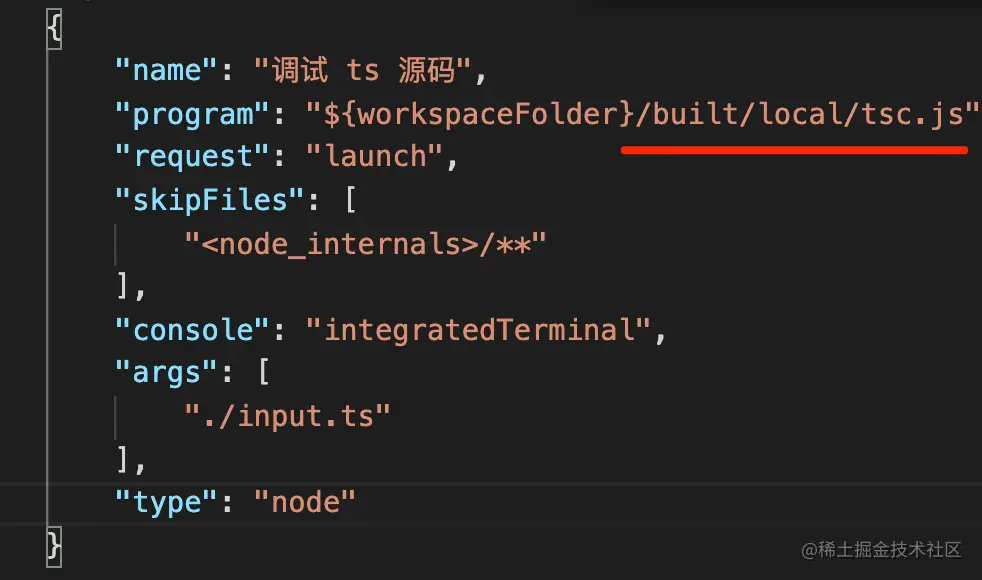 {
"name": "调试 ts 源码",
"program": "${workspaceFolder}/built/local/tsc.js"
"request": "launch",
"skipFiles": [
"<node_internals>/**"
],
"console": "integratedTerminal",
"args": [
"./input.ts"
],
"type": "node"
}
@稀土掘金技术社区